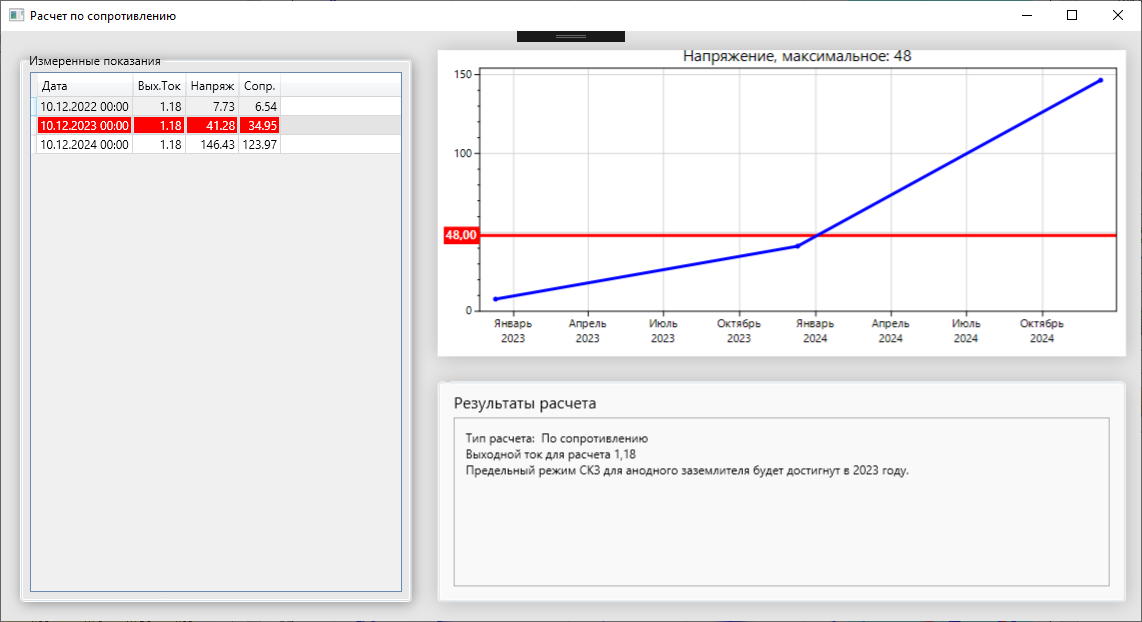 Расчет по сопротивлению
Измеренные показания
Дата Вых.Ток Напряж Сопр.
10.12.2022 00:00 1.18 7.73 6.54
10.12.2023 00:00 1.18 41.28 34.95
10.12.2024 00:00 1.18 146.43 123.97
Напряжение, максимальное: 48
150
100
48,00
0
Январь Апрель Июль Октябрь Январь Апрель Июль Октябрь
2023 2023 2023 2023 2024 2024 2024 2024
Результаты расчета
Тип расчета: По сопротивлению
Выходной ток для расчета 1,18
Предельный режим СКЗ для анодного заземлителя будет достигнут в 2023 году.